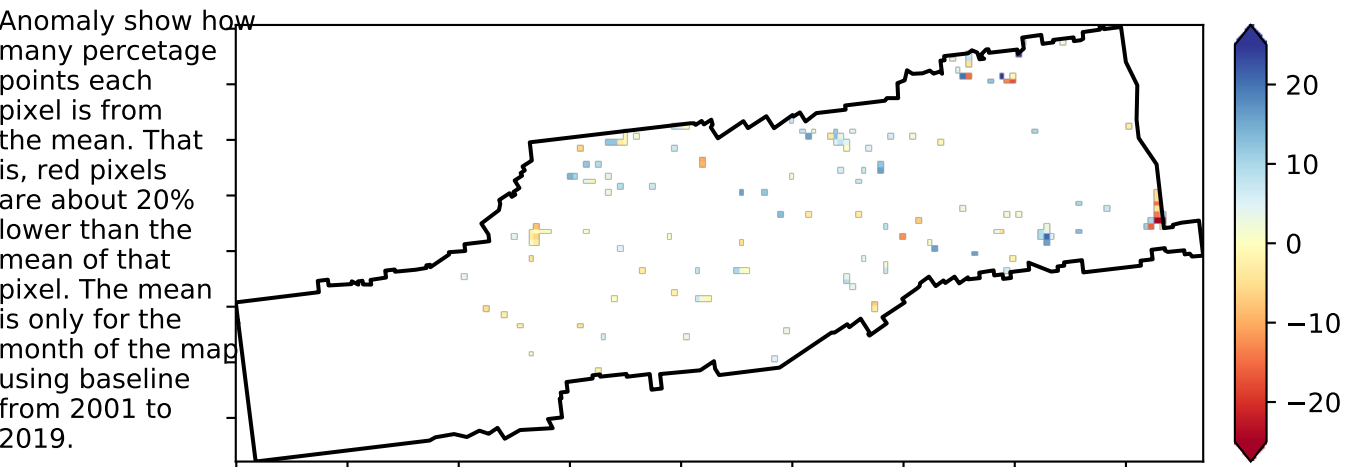 Anomaly show how
many percetage
points each
pixel is from
the mean. That
is, red pixels
are about 20%
lower than the
mean of that
pixel. The mean
is only for the
month of the map
using baseline
from 2001 to
2019.
20
10
0
−10
−20